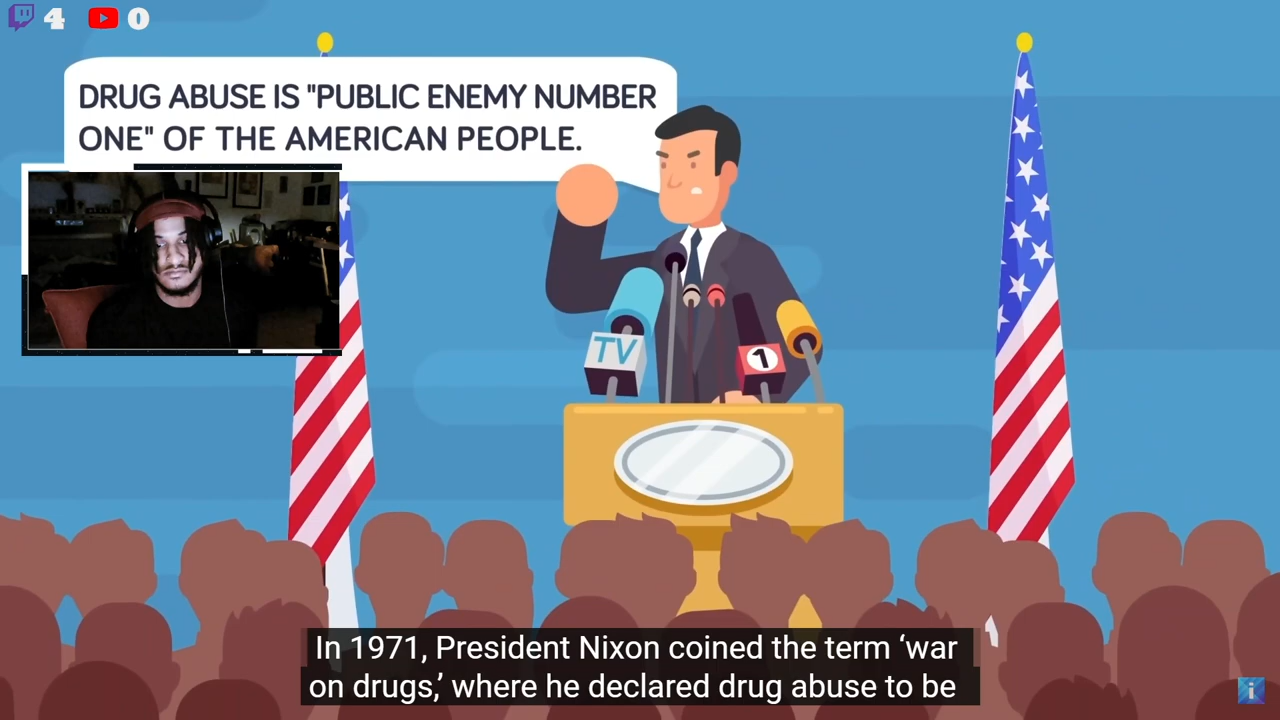 4 0
DRUG ABUSE IS "PUBLIC ENEMY NUMBER
ONE" OF THE AMERICAN PEOPLE.
TV
1
In 1971, President Nixon coined the term ‘war
on drugs,’ where he declared drug abuse to be
i